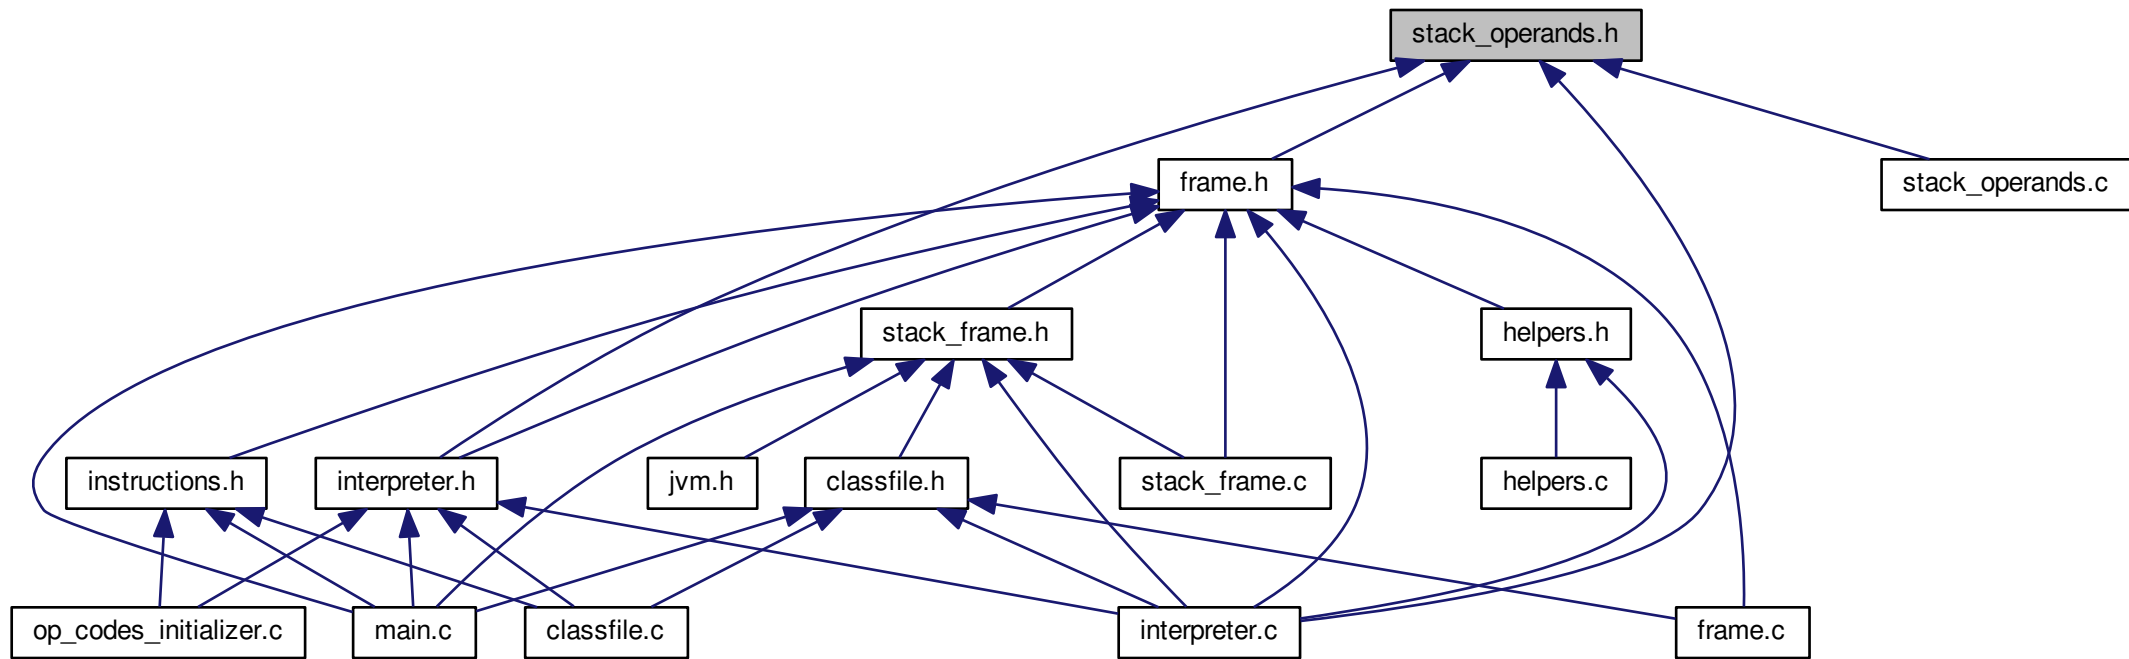 stack_operands.h
frame.h
stack_operands.c
stack_frame.h
helpers.h
instructions.h
interpreter.h
jvm.h
classfile.h
stack_frame.c
helpers.c
op_codes_initializer.c
main.c
classfile.c
interpreter.c
frame.c